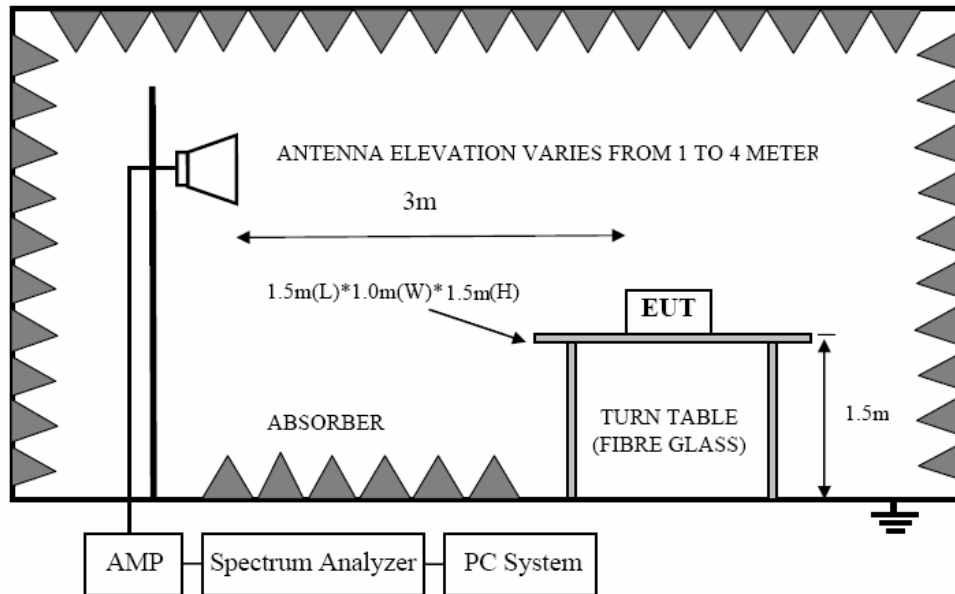 ANTENNA ELEVATION VARIES FROM 1 TO 4 METER
3m
1.5m(L)*1.0m(W)*1.5m(H)
EUT
ABSORBER
TURN TABLE
(FIBRE GLASS)
1.5m
AMP
Spectrum Analyzer
PC System